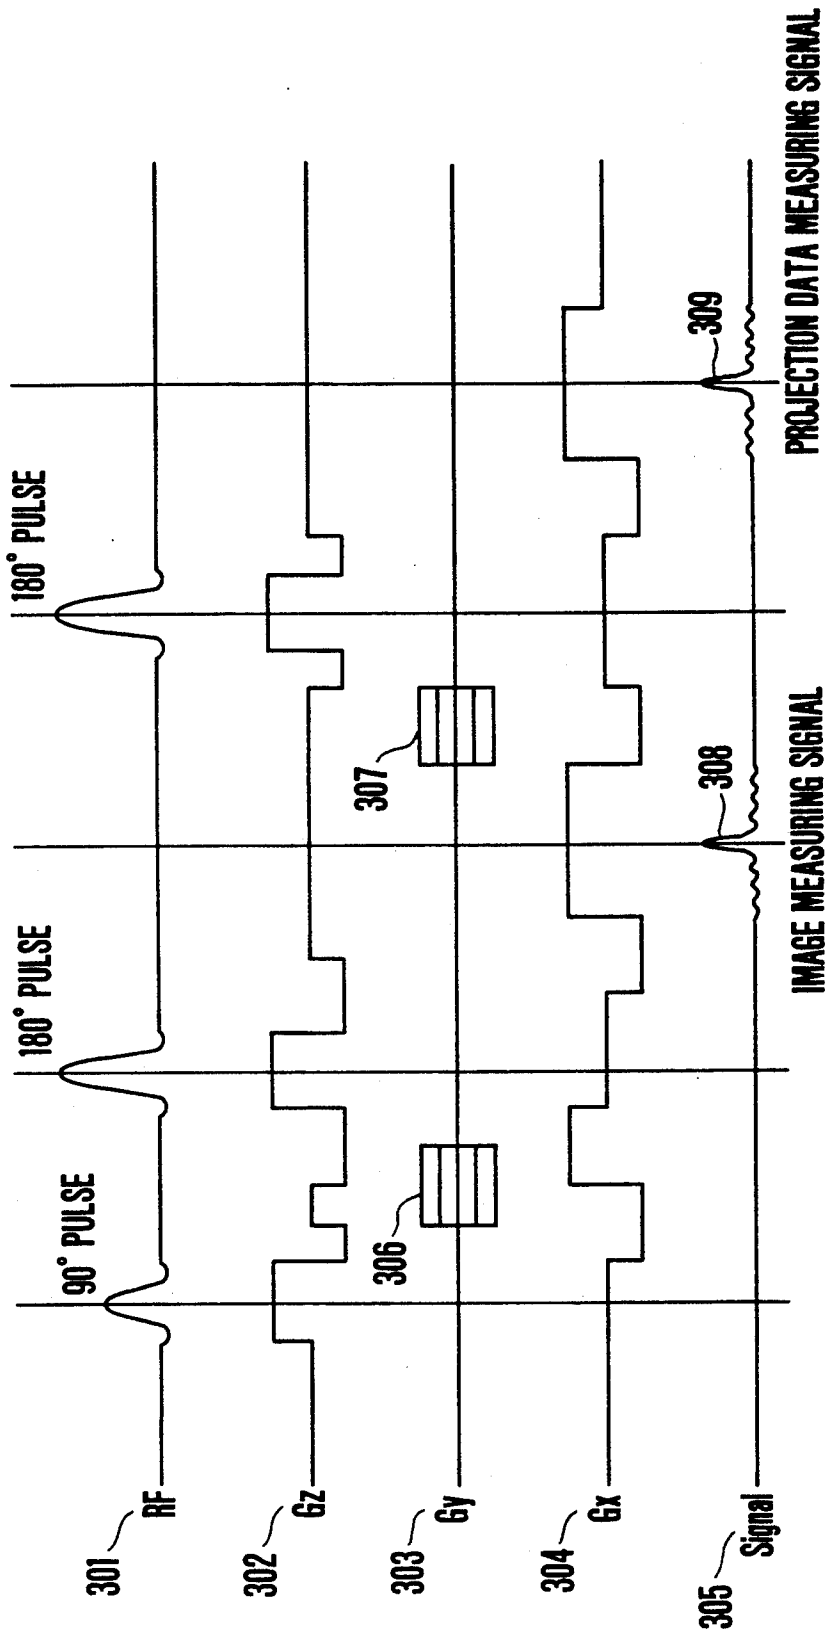 90° PULSE
180° PULSE
180° PULSE
301
RF
302
Gz
303
Gy
306
307
304
Gx
305
Signal
308
309
IMAGE MEASURING SIGNAL
PROJECTION DATA MEASURING SIGNAL